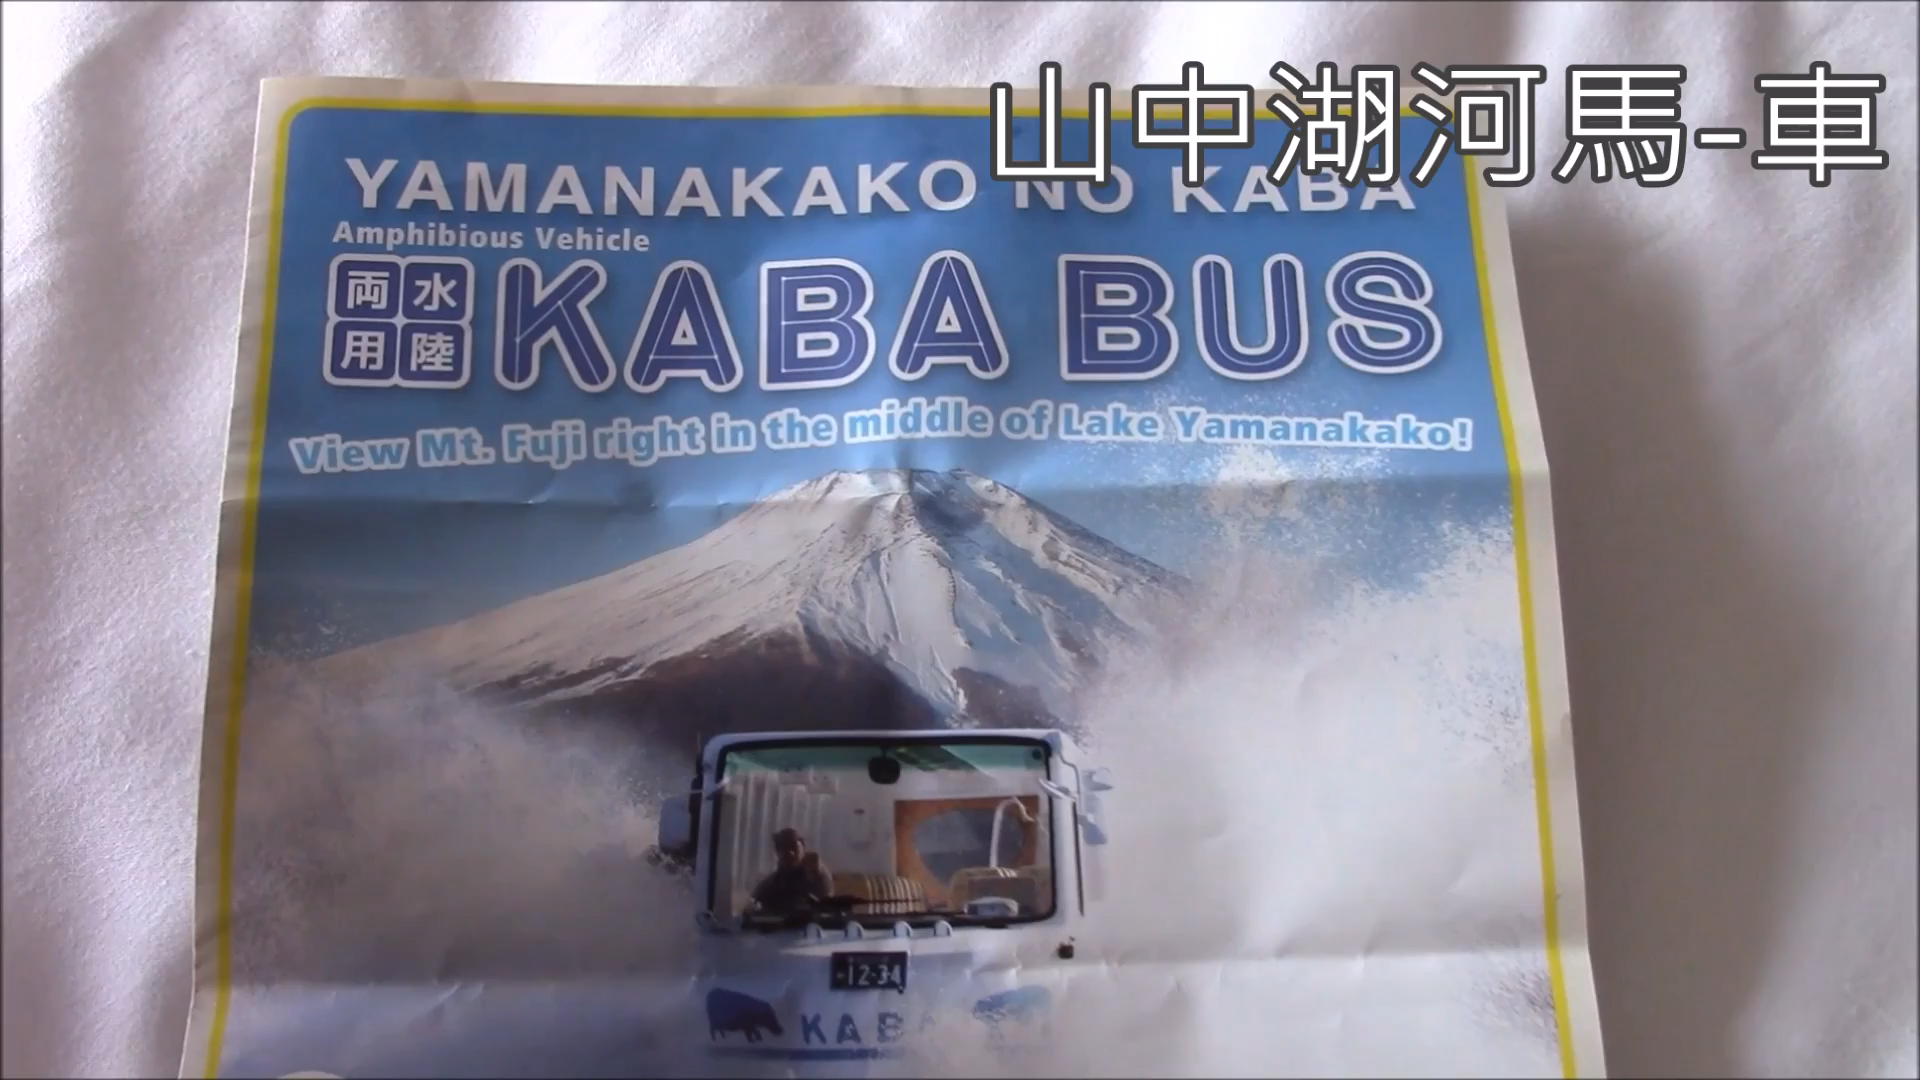 山中湖河馬-車
YAMANAKAKO NO KABA
Amphibious Vehicle
水陸両用
KABA BUS
View Mt. Fuji right in the middle of Lake Yamanakako!
12-34
KABA